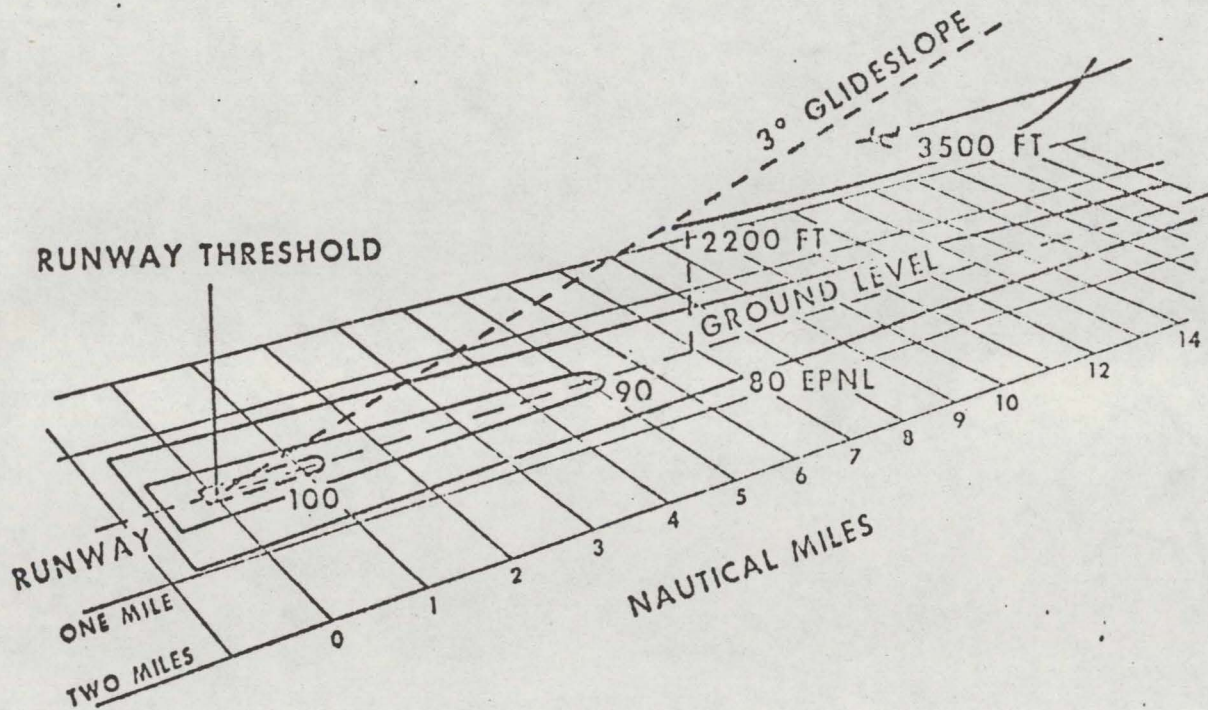 3° GLIDESLOPE
3500 FT
RUNWAY THRESHOLD
2200 FT
GROUND LEVEL
90
80 EPNL
100
RUNWAY
ONE MILE
TWO MILES
0
1
2
3
4
5
6
7
8
9
10
12
14
NAUTICAL MILES